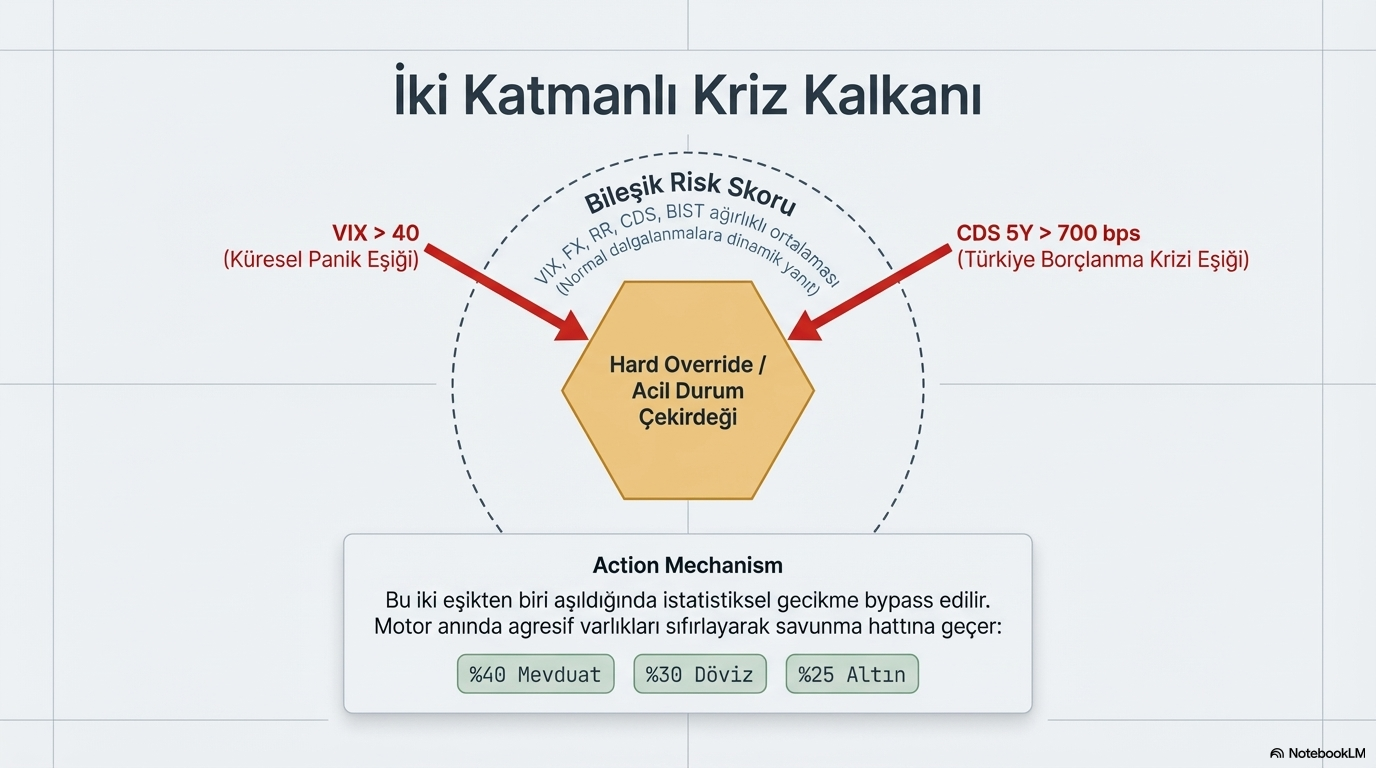 İki Katmanlı Kriz Kalkanı
Bileşik Risk Skoru
VIX, FX, RR, CDS, BIST ağırlıklı ortalaması
(Normal dalgalanmalara dinamik yanıt)
VIX > 40
(Küresel Panik Eşiği)
CDS 5Y > 700 bps
(Türkiye Borçlanma Krizi Eşiği)
Hard Override /
Acil Durum
Çekirdeği
Action Mechanism
Bu iki eşikten biri aşıldığında istatistiksel gecikme bypass edilir.
Motor anında agresif varlıkları sıfırlayarak savunma hattına geçer:
%40 Mevduat
%30 Döviz
%25 Altın
NotebookLM